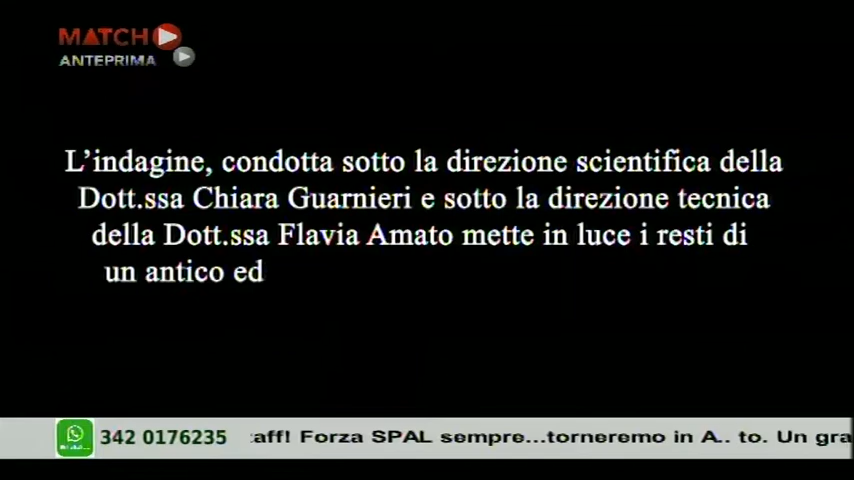 MATCH
ANTEPRIMA
L'indagine, condotta sotto la direzione scientifica della
Dott.ssa Chiara Guarnieri e sotto la direzione tecnica
della Dott.ssa Flavia Amato mette in luce i resti di
un antico ed
342 0176235 aff! Forza SPAL sempre...torneremo in A.. to. Un gra